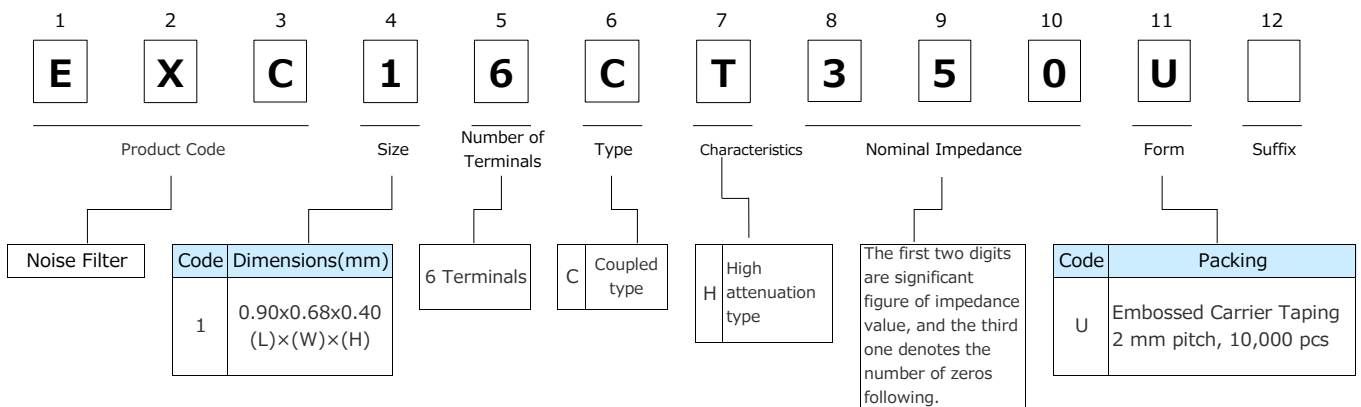 1 2 3 4 5 6 7 8 9 10 11 12
E X C 1 6 C T 3 5 0 U
Product Code
Size
Number of
Terminals
Type
Characteristics
Nominal Impedance
Form
Suffix
Noise Filter
Code Dimensions(mm)
1 0.90x0.68x0.40
(L)×(W)×(H)
6 Terminals
C Coupled
type
H High
attenuation
type
The first two digits
are significant
figure of impedance
value, and the third
one denotes the
number of zeros
following.
Code Packing
U Embossed Carrier Taping
2 mm pitch, 10,000 pcs